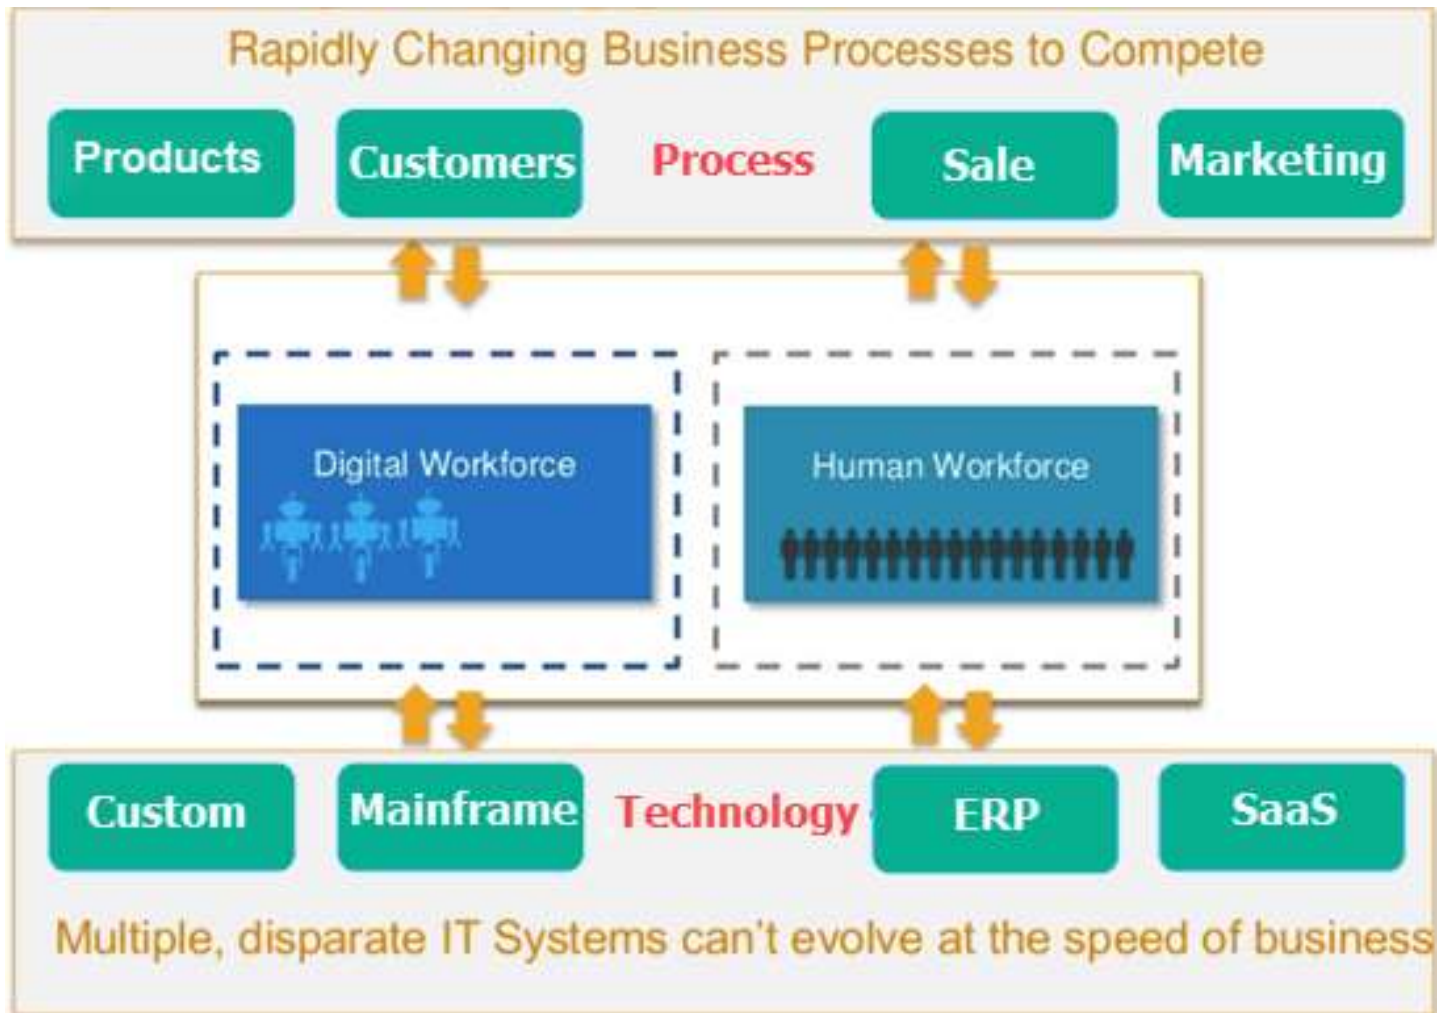 Rapidly Changing Business Processes to Compete
Products
Customers
Process
Sale
Marketing
Digital Workforce
Human Workforce
Custom
Mainframe
Technology
ERP
SaaS
Multiple, disparate IT Systems can't evolve at the speed of business